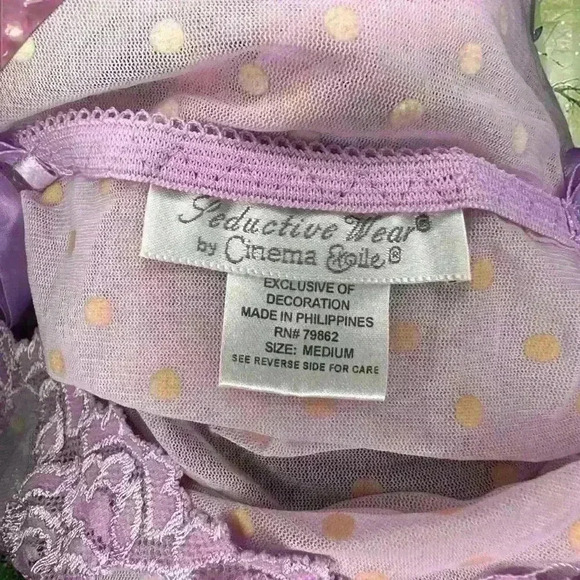 Seductive Wear®
by Cinema Etoile®
EXCLUSIVE OF
DECORATION
MADE IN PHILIPPINES
RN# 79862
SIZE: MEDIUM
SEE REVERSE SIDE FOR CARE